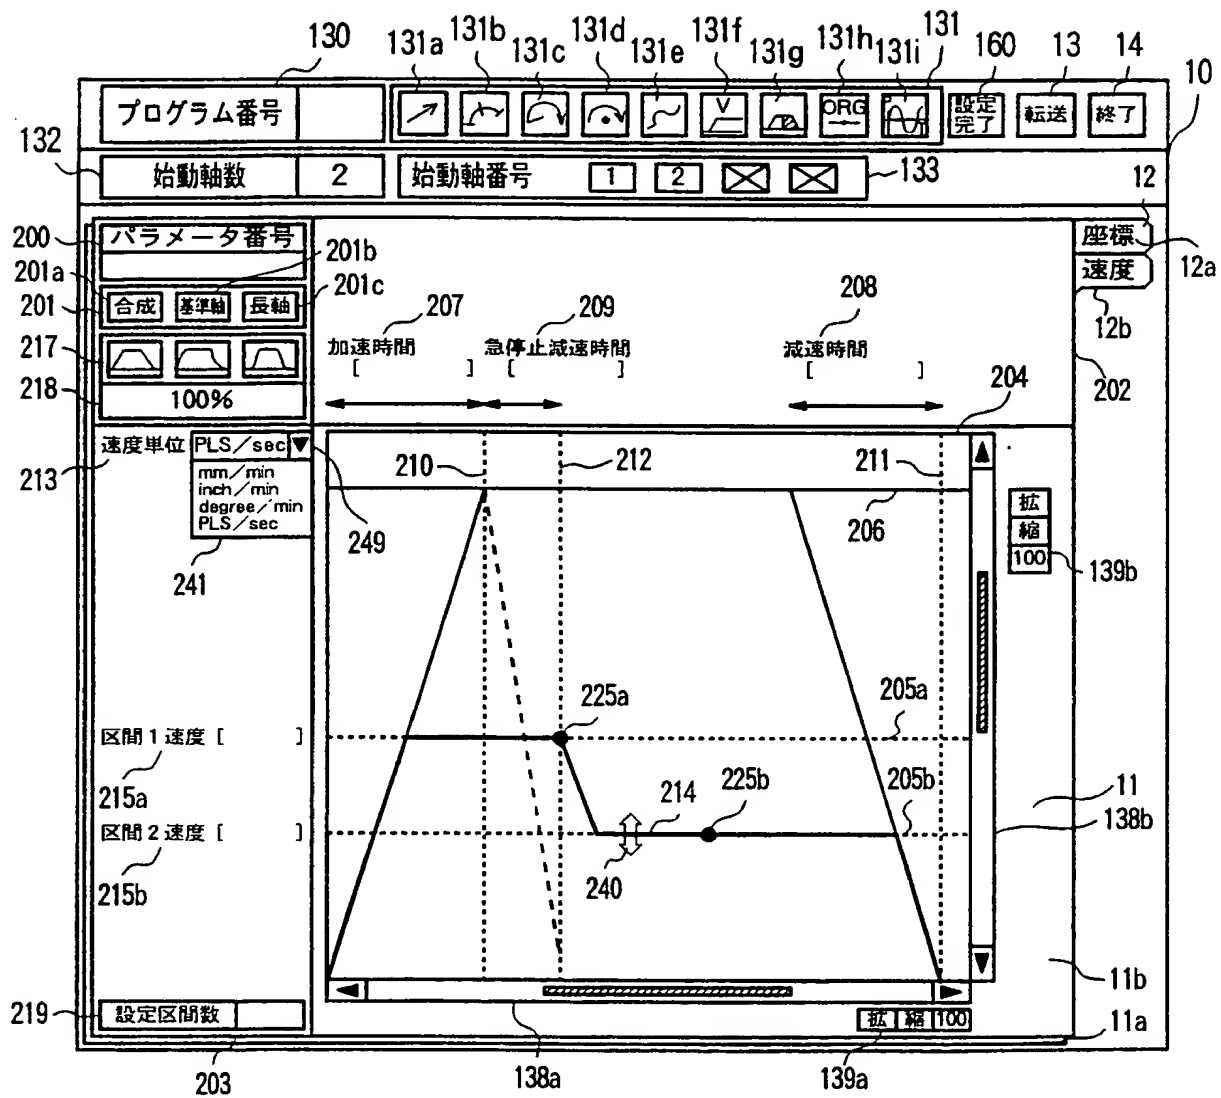 130 131a 131b 131c 131d 131e 131f 131g 131h 131i 131 160 13 14
10
プログラム番号 V ORG 設定完了 転送 終了
132 始動軸数 2 始動軸番号 1 2 133
12
200 パラメータ番号 座標
201a 201b 速度 12a
201 合成 基準軸 長軸 201c 12b
207 209 208
217 加速時間 急停止減速時間 減速時間
[ ] [ ] [ ]
218 100% 204 202
213 速度単位 PLS/sec▼ 210 212 211
mm/min
inch/min
degree/min
PLS/sec
241 249 206
拡
縮
100
139b
225a 205a
区間1速度 [ ]
215a 214 225b 205b 11
区間2速度 [ ] 138b
215b 240
11b
219 設定区間数 拡 縮 100 11a
203 138a 139a